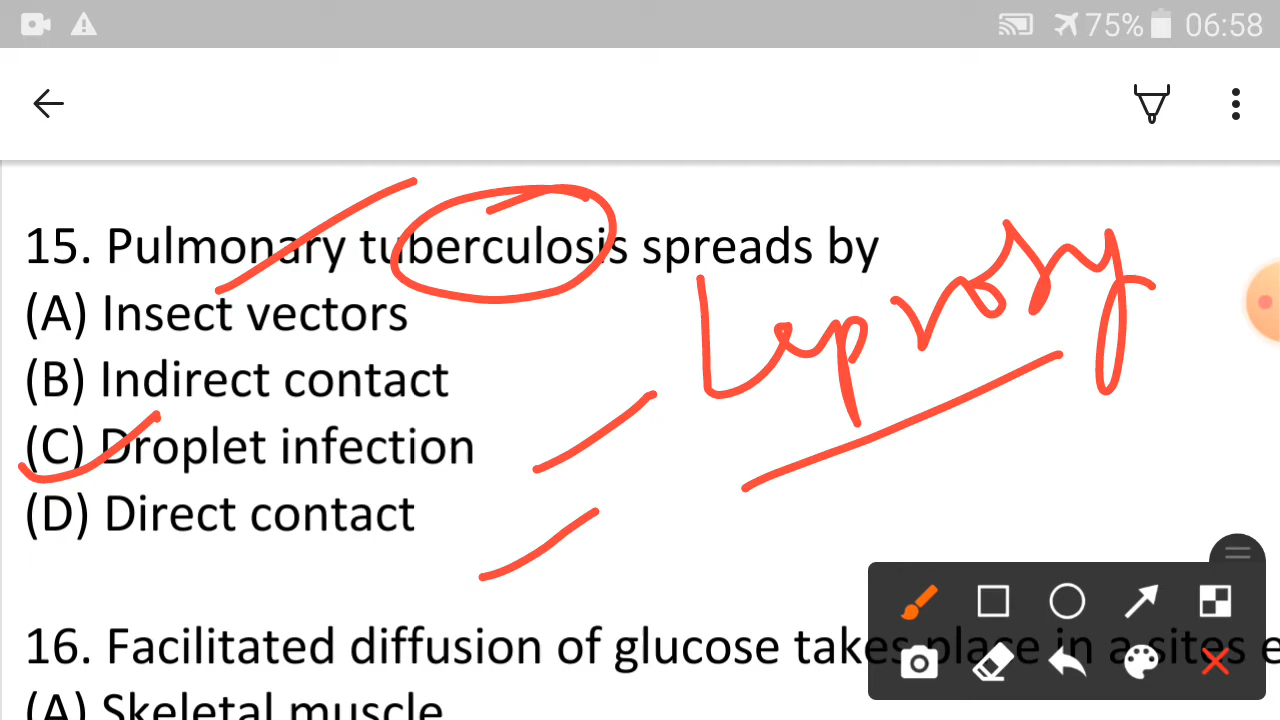 75% 06:58
15. Pulmonary tuberculosis spreads by
(A) Insect vectors
Leprosy
(B) Indirect contact
(C) Droplet infection
(D) Direct contact
16. Facilitated diffusion of glucose takes place in a sites e
(A) Skeletal muscle